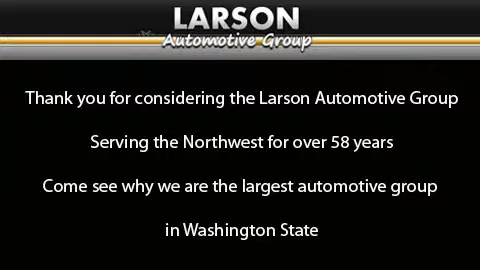 LARSON
Automotive Group
Thank you for considering the Larson Automotive Group
Serving the Northwest for over 58 years
Come see why we are the largest automotive group
in Washington State